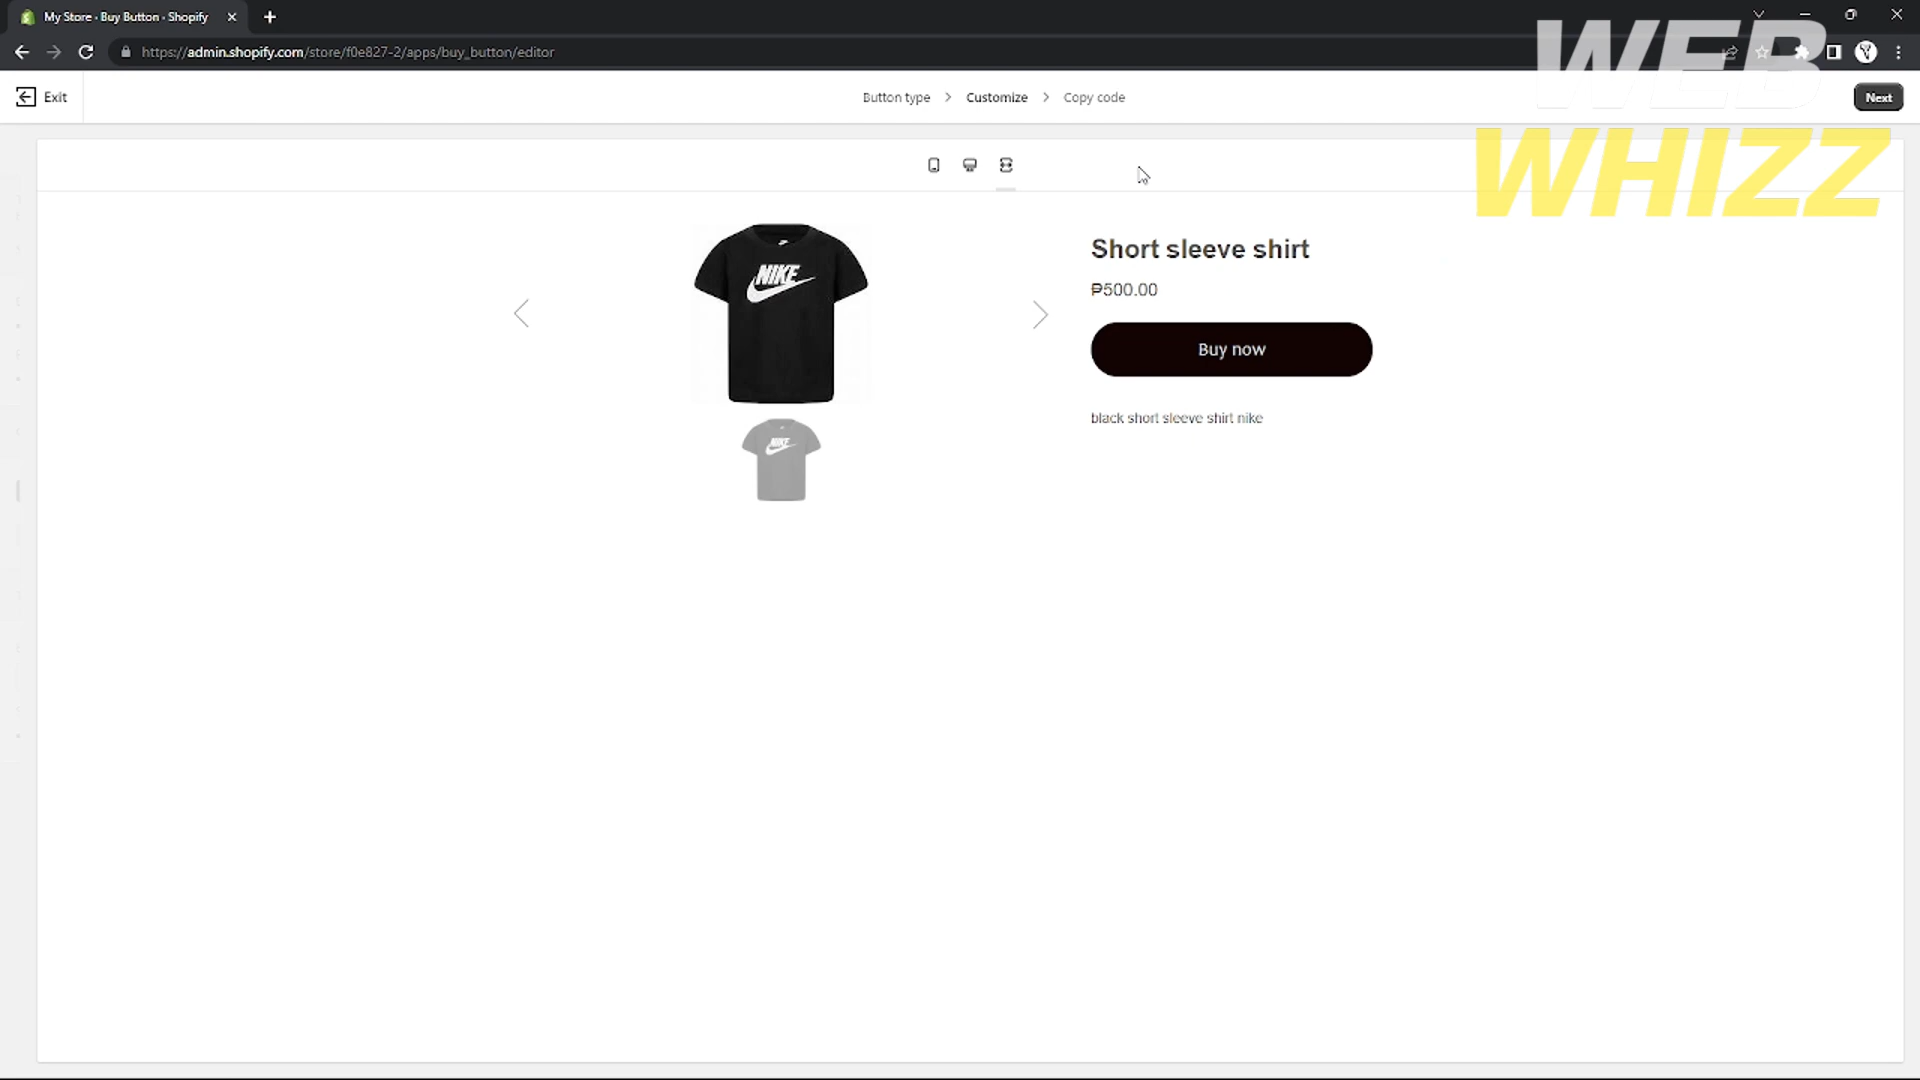 My Store · Buy Button · Shopify
https://admin.shopify.com/store/f0e827-2/apps/buy_button/editor
WEB
WHIZZ
Exit
Button type > Customize > Copy code
Next
NIKE
Short sleeve shirt
₱500.00
Buy now
black short sleeve shirt nike
NIKE